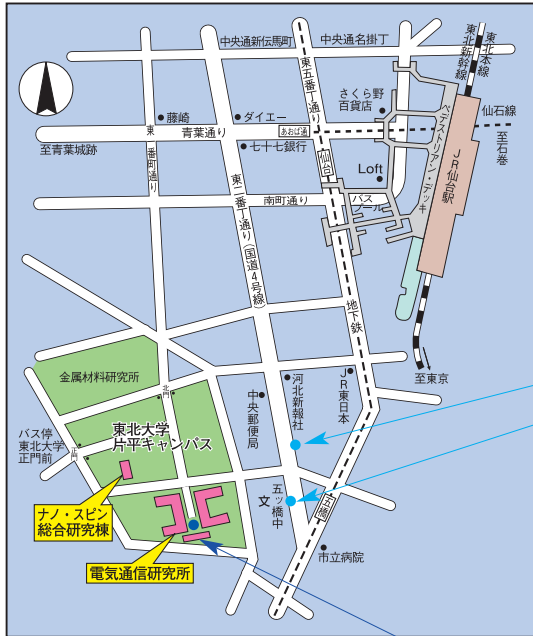 中央通新伝馬町
中央通名掛丁
東北本線
東北新幹線
東五番丁通り
さくら野
百貨店
仙石線
至石巻
藤崎
ダイエー
青葉通り
あおば通
至青葉城跡
東一番町通り
七十七銀行
仙台
Loft
ペデストリアン・デッキ
JR仙台駅
南町通り
バス
プール
東二番丁通り(国道4号線)
地下鉄
至東京
金属材料研究所
北門
河北新報社
JR東日本
中央郵便局
東北大学
片平キャンパス
バス停
東北大学
正門前
正門
ナノ・スピン
総合研究棟
文
五ッ橋中
五橋
市立病院
電気通信研究所